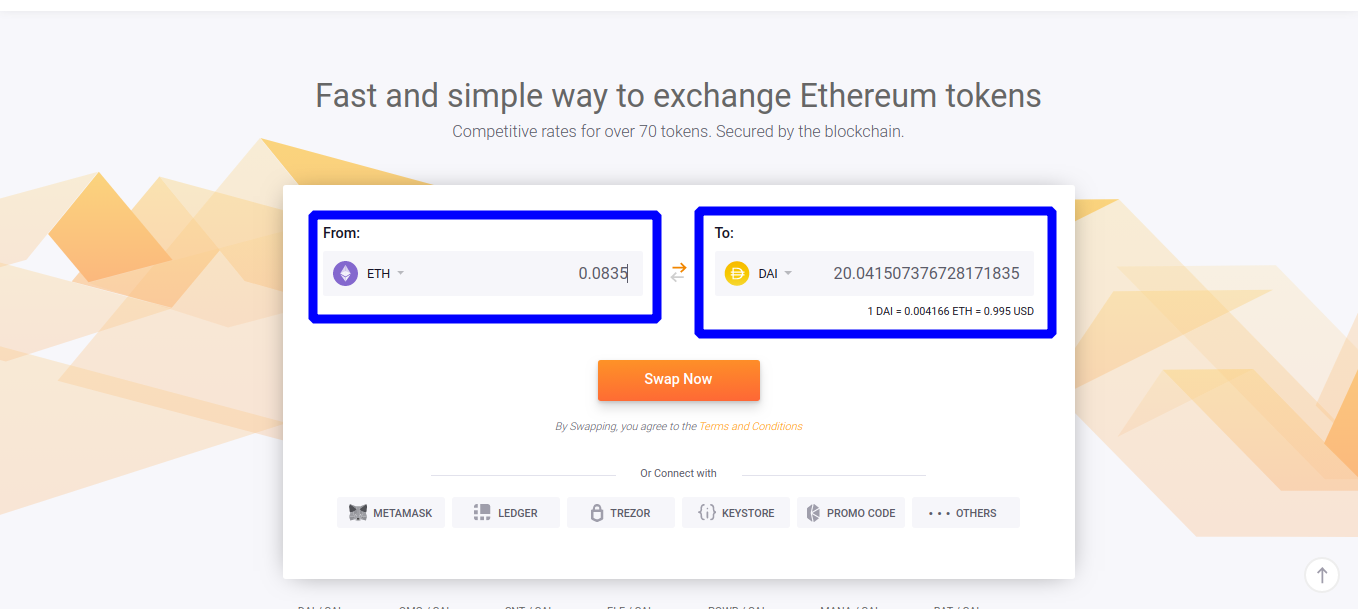 Fast and simple way to exchange Ethereum tokens
Competitive rates for over 70 tokens. Secured by the blockchain.
From:
ETH 0.0835
To:
DAI 20.041507376728171835
1 DAI = 0.004166 ETH = 0.995 USD
Swap Now
By Swapping, you agree to the Terms and Conditions
Or Connect with
METAMASK LEDGER TREZOR KEYSTORE PROMO CODE OTHERS